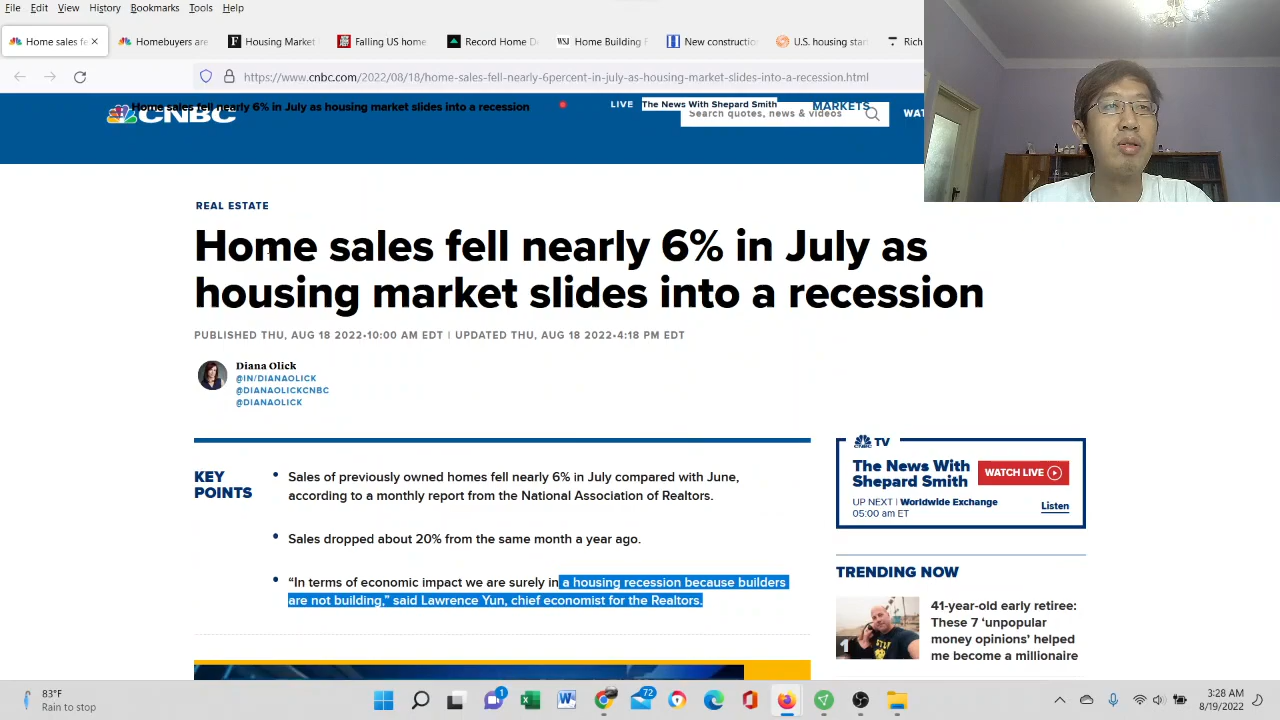 File Edit View History Bookmarks Tools Help
Home sales fe
Homebuyers are
Housing Market
Falling US home
Record Home D
WSJ Home Building F
New constructio
U.S. housing star
Rich
https://www.cnbc.com/2022/08/18/home-sales-fell-nearly-6percent-in-july-as-housing-market-slides-into-a-recession.html
Home sales fell nearly 6% in July as housing market slides into a recession
LIVE The News With Shepard Smith
MARKETS
CNBC
Search quotes, news & videos
WAT
REAL ESTATE
Home sales fell nearly 6% in July as
housing market slides into a recession
PUBLISHED THU, AUG 18 2022•10:00 AM EDT | UPDATED THU, AUG 18 2022•4:18 PM EDT
Diana Olick
@IN/DIANAOLICK
@DIANAOLICKCNBC
@DIANAOLICK
KEY
POINTS
• Sales of previously owned homes fell nearly 6% in July compared with June,
according to a monthly report from the National Association of Realtors.
• Sales dropped about 20% from the same month a year ago.
• “In terms of economic impact we are surely in a housing recession because builders
are not building,” said Lawrence Yun, chief economist for the Realtors.
CNBC TV
The News With
Shepard Smith
WATCH LIVE
UP NEXT | Worldwide Exchange
05:00 am ET
Listen
TRENDING NOW
1
41-year-old early retiree:
These 7 ‘unpopular
money opinions’ helped
me become a millionaire
83°F
Rain to stop
1
72
3:28 AM
8/19/2022